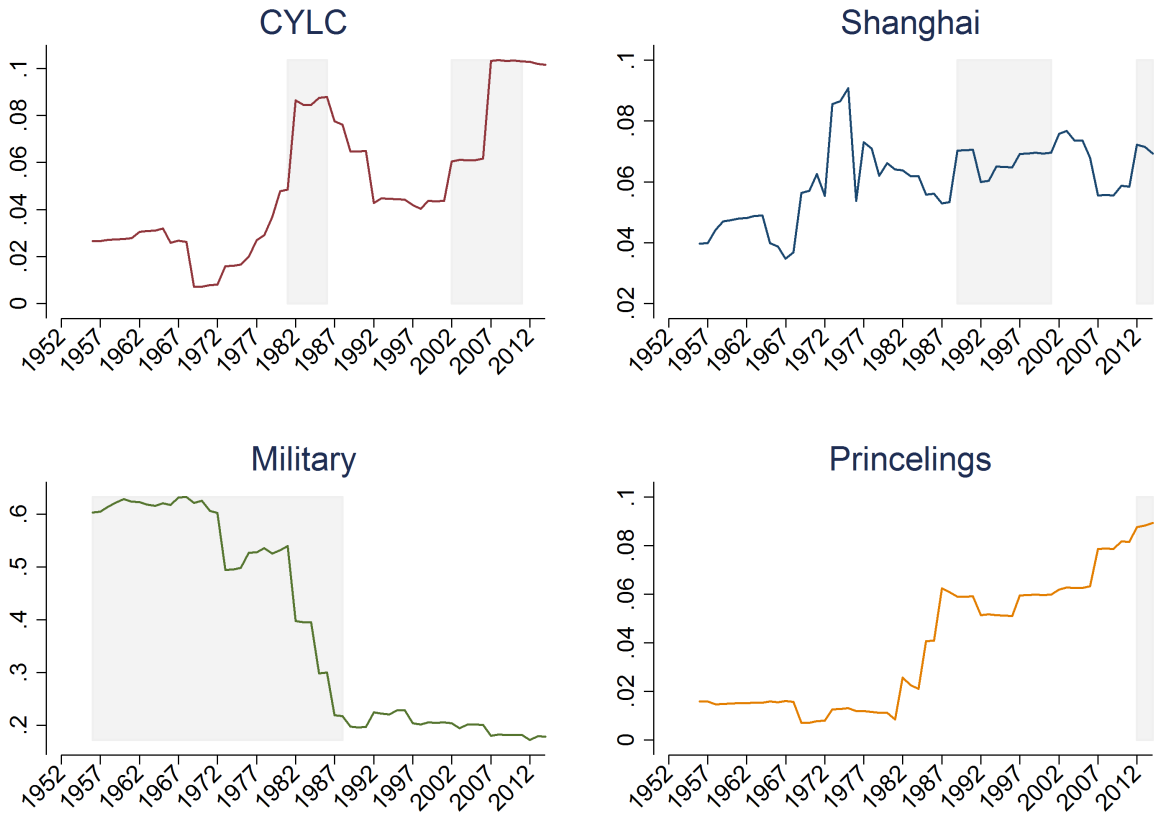 CYLC
0 .02 .04 .06 .08 .1
1952 1957 1962 1967 1972 1977 1982 1987 1992 1997 2002 2007 2012
Shanghai
.02 .04 .06 .08 .1
1952 1957 1962 1967 1972 1977 1982 1987 1992 1997 2002 2007 2012
Military
.2 .3 .4 .5 .6
1952 1957 1962 1967 1972 1977 1982 1987 1992 1997 2002 2007 2012
Princelings
0 .02 .04 .06 .08 .1
1952 1957 1962 1967 1972 1977 1982 1987 1992 1997 2002 2007 2012